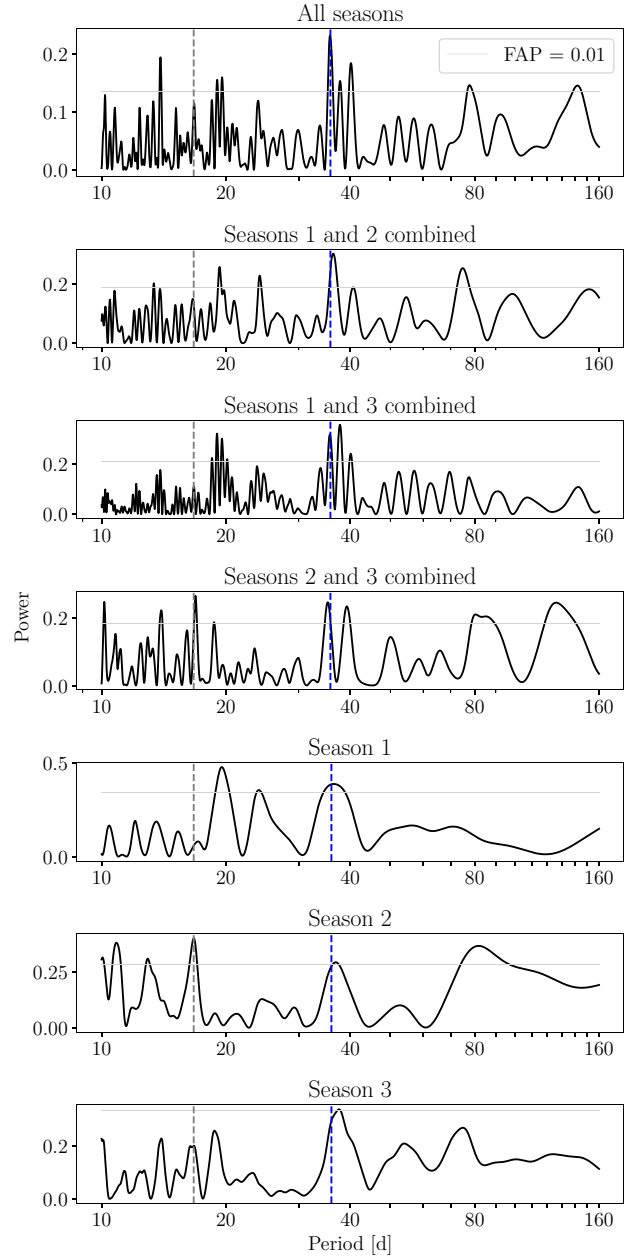 All seasons
FAP = 0.01
0.2
0.1
0.0
10 20 40 80 160
Seasons 1 and 2 combined
0.2
0.0
10 20 40 80 160
Seasons 1 and 3 combined
0.2
0.0
10 20 40 80 160
Seasons 2 and 3 combined
Power
0.2
0.0
10 20 40 80 160
Season 1
0.5
0.0
10 20 40 80 160
Season 2
0.25
0.00
10 20 40 80 160
Season 3
0.2
0.0
10 20 40 80 160
Period [d]